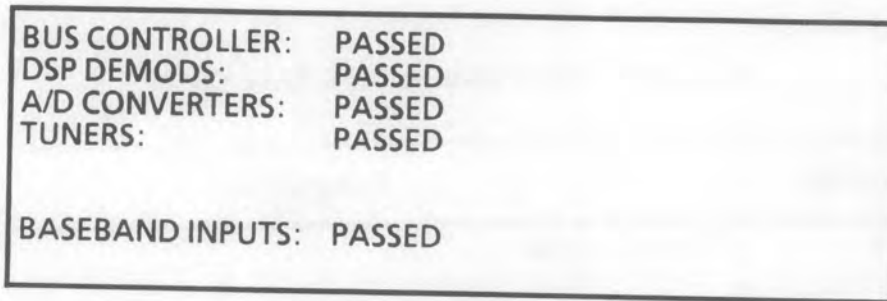 BUS CONTROLLER: PASSED
DSP DEMODS: PASSED
A/D CONVERTERS: PASSED
TUNERS: PASSED
BASEBAND INPUTS: PASSED